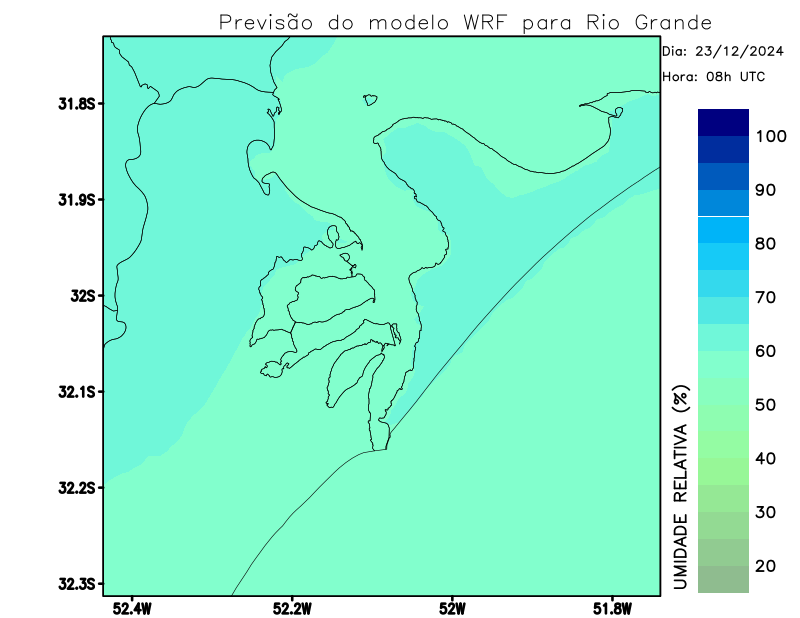 Previsão do modelo WRF para Rio Grande
Dia: 23/12/2024
Hora: 08h UTC
31.8S
31.9S
32S
32.1S
32.2S
32.3S
52.4W
52.2W
52W
51.8W
100
90
80
70
60
50
40
30
20
UMIDADE RELATIVA (%)